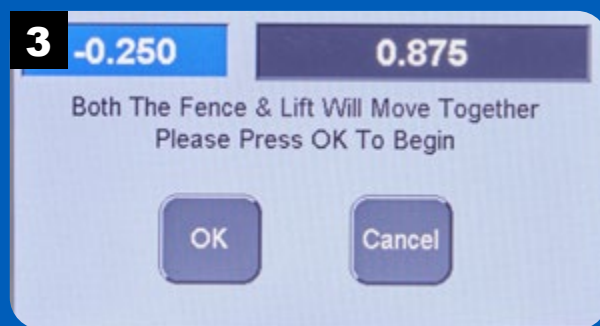 3
-0.250
0.875
Both The Fence & Lift Will Move Together
Please Press OK To Begin
OK
Cancel